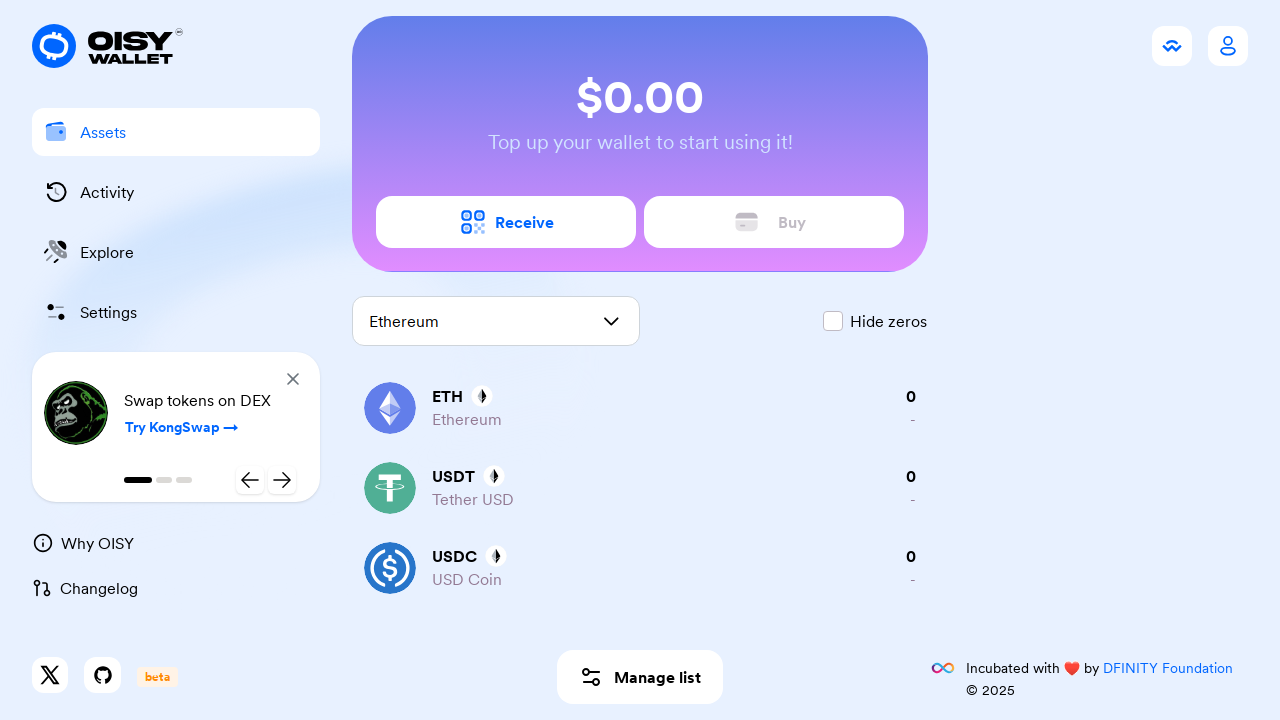 OISY
WALLET
Assets
Activity
Explore
Settings
Swap tokens on DEX
Try KongSwap →
Why OISY
Changelog
beta
$0.00
Top up your wallet to start using it!
Receive
Buy
Ethereum
Hide zeros
ETH
0
Ethereum
-
USDT
0
Tether USD
-
USDC
0
USD Coin
-
Manage list
Incubated with ❤️ by DFINITY Foundation
© 2025